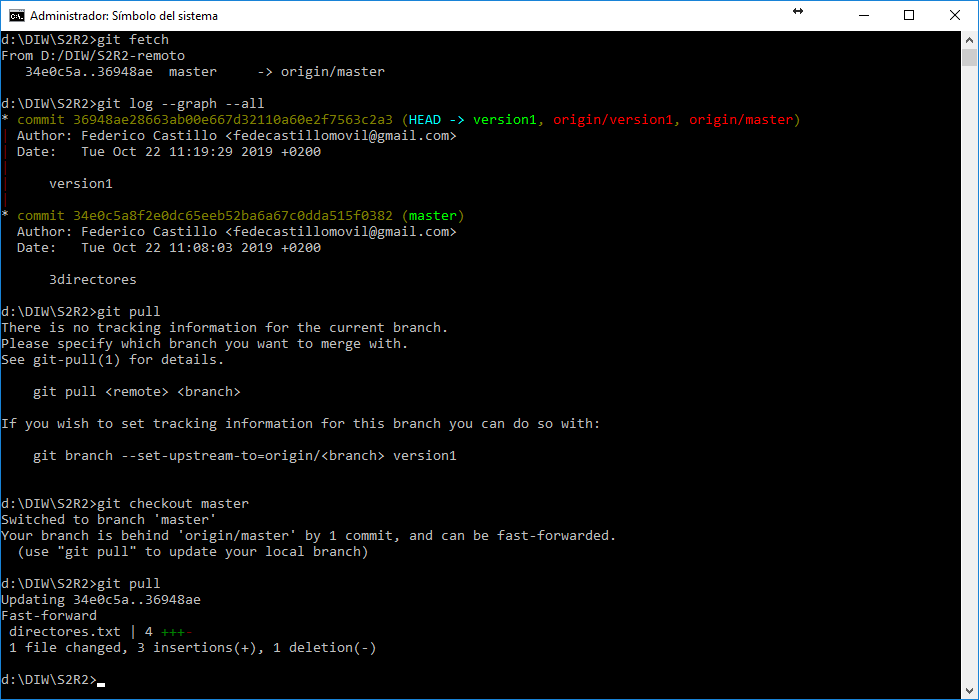 Administrador: Símbolo del sistema
d:\DIW\S2R2>git fetch
From D:/DIW/S2R2-remoto
   34e0c5a..36948ae  master     -> origin/master
d:\DIW\S2R2>git log --graph --all
* commit 36948ae28663ab00e667d32110a60e2f7563c2a3 (HEAD -> version1, origin/version1, origin/master)
| Author: Federico Castillo <fedecastillomovil@gmail.com>
| Date:   Tue Oct 22 11:19:29 2019 +0200
|
|     version1
|
* commit 34e0c5a8f2e0dc65eeb52ba6a67c0dda515f0382 (master)
  Author: Federico Castillo <fedecastillomovil@gmail.com>
  Date:   Tue Oct 22 11:08:03 2019 +0200
      3directores
d:\DIW\S2R2>git pull
There is no tracking information for the current branch.
Please specify which branch you want to merge with.
See git-pull(1) for details.
    git pull <remote> <branch>
If you wish to set tracking information for this branch you can do so with:
    git branch --set-upstream-to=origin/<branch> version1
d:\DIW\S2R2>git checkout master
Switched to branch 'master'
Your branch is behind 'origin/master' by 1 commit, and can be fast-forwarded.
  (use "git pull" to update your local branch)
d:\DIW\S2R2>git pull
Updating 34e0c5a..36948ae
Fast-forward
 directores.txt | 4 +++-
 1 file changed, 3 insertions(+), 1 deletion(-)
d:\DIW\S2R2>